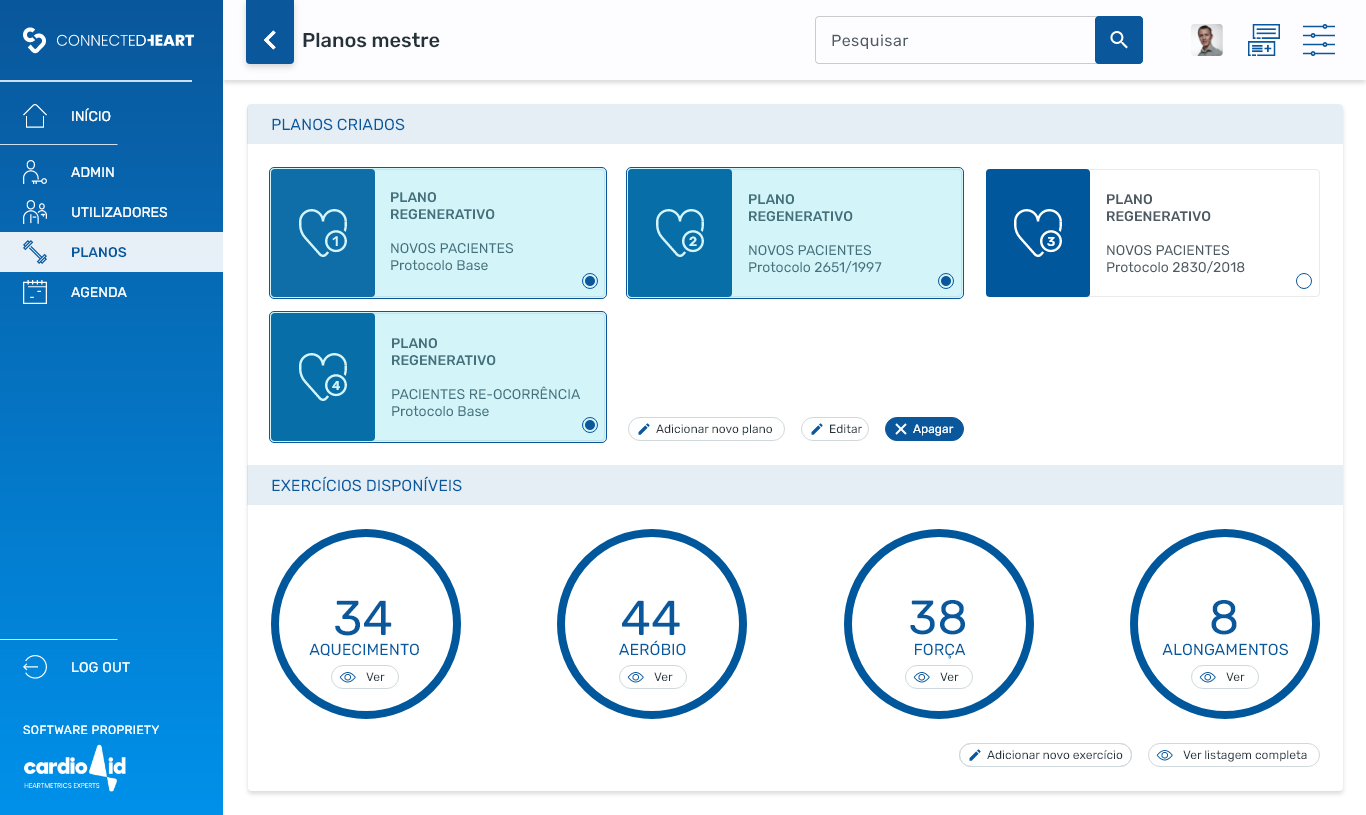 CONNECTEDHEART
Planos mestre
Pesquisar
INÍCIO
ADMIN
UTILIZADORES
PLANOS
AGENDA
LOG OUT
SOFTWARE PROPRIETY
cardioAid
HEARTMETRICS EXPERTS
PLANOS CRIADOS
1
PLANO
REGENERATIVO
NOVOS PACIENTES
Protocolo Base
2
PLANO
REGENERATIVO
NOVOS PACIENTES
Protocolo 2651/1997
3
PLANO
REGENERATIVO
NOVOS PACIENTES
Protocolo 2830/2018
4
PLANO
REGENERATIVO
PACIENTES RE-OCORRÊNCIA
Protocolo Base
Adicionar novo plano
Editar
Apagar
EXERCÍCIOS DISPONÍVEIS
34
AQUECIMENTO
Ver
44
AERÓBIO
Ver
38
FORÇA
Ver
8
ALONGAMENTOS
Ver
Adicionar novo exercício
Ver listagem completa